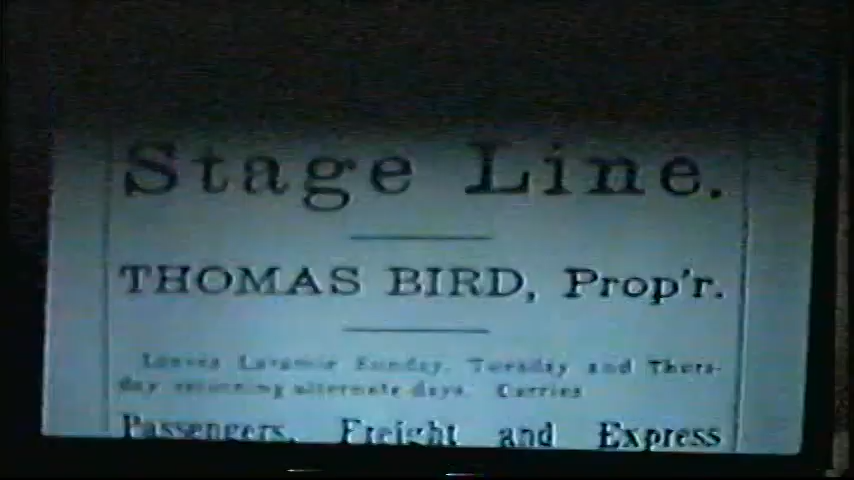 Stage Line.
THOMAS BIRD, Prop'r.
Leaves Laramie Sunday, Tuesday and Thurs-
day returning alternate days. Carries
Passengers, Freight and Express